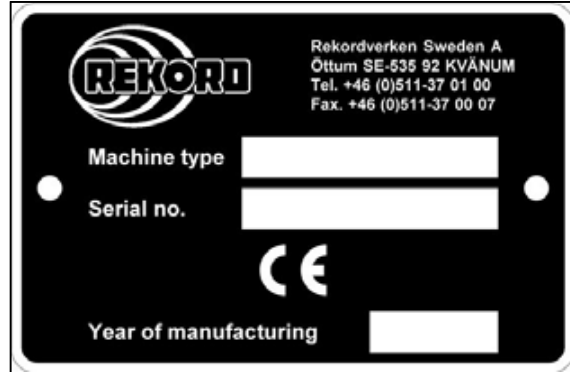 REKORD
Rekordverken Sweden A
Öttum SE-535 92 KVÄNUM
Tel. +46 (0)511-37 01 00
Fax. +46 (0)511-37 00 07
Machine type
Serial no.
CE
Year of manufacturing